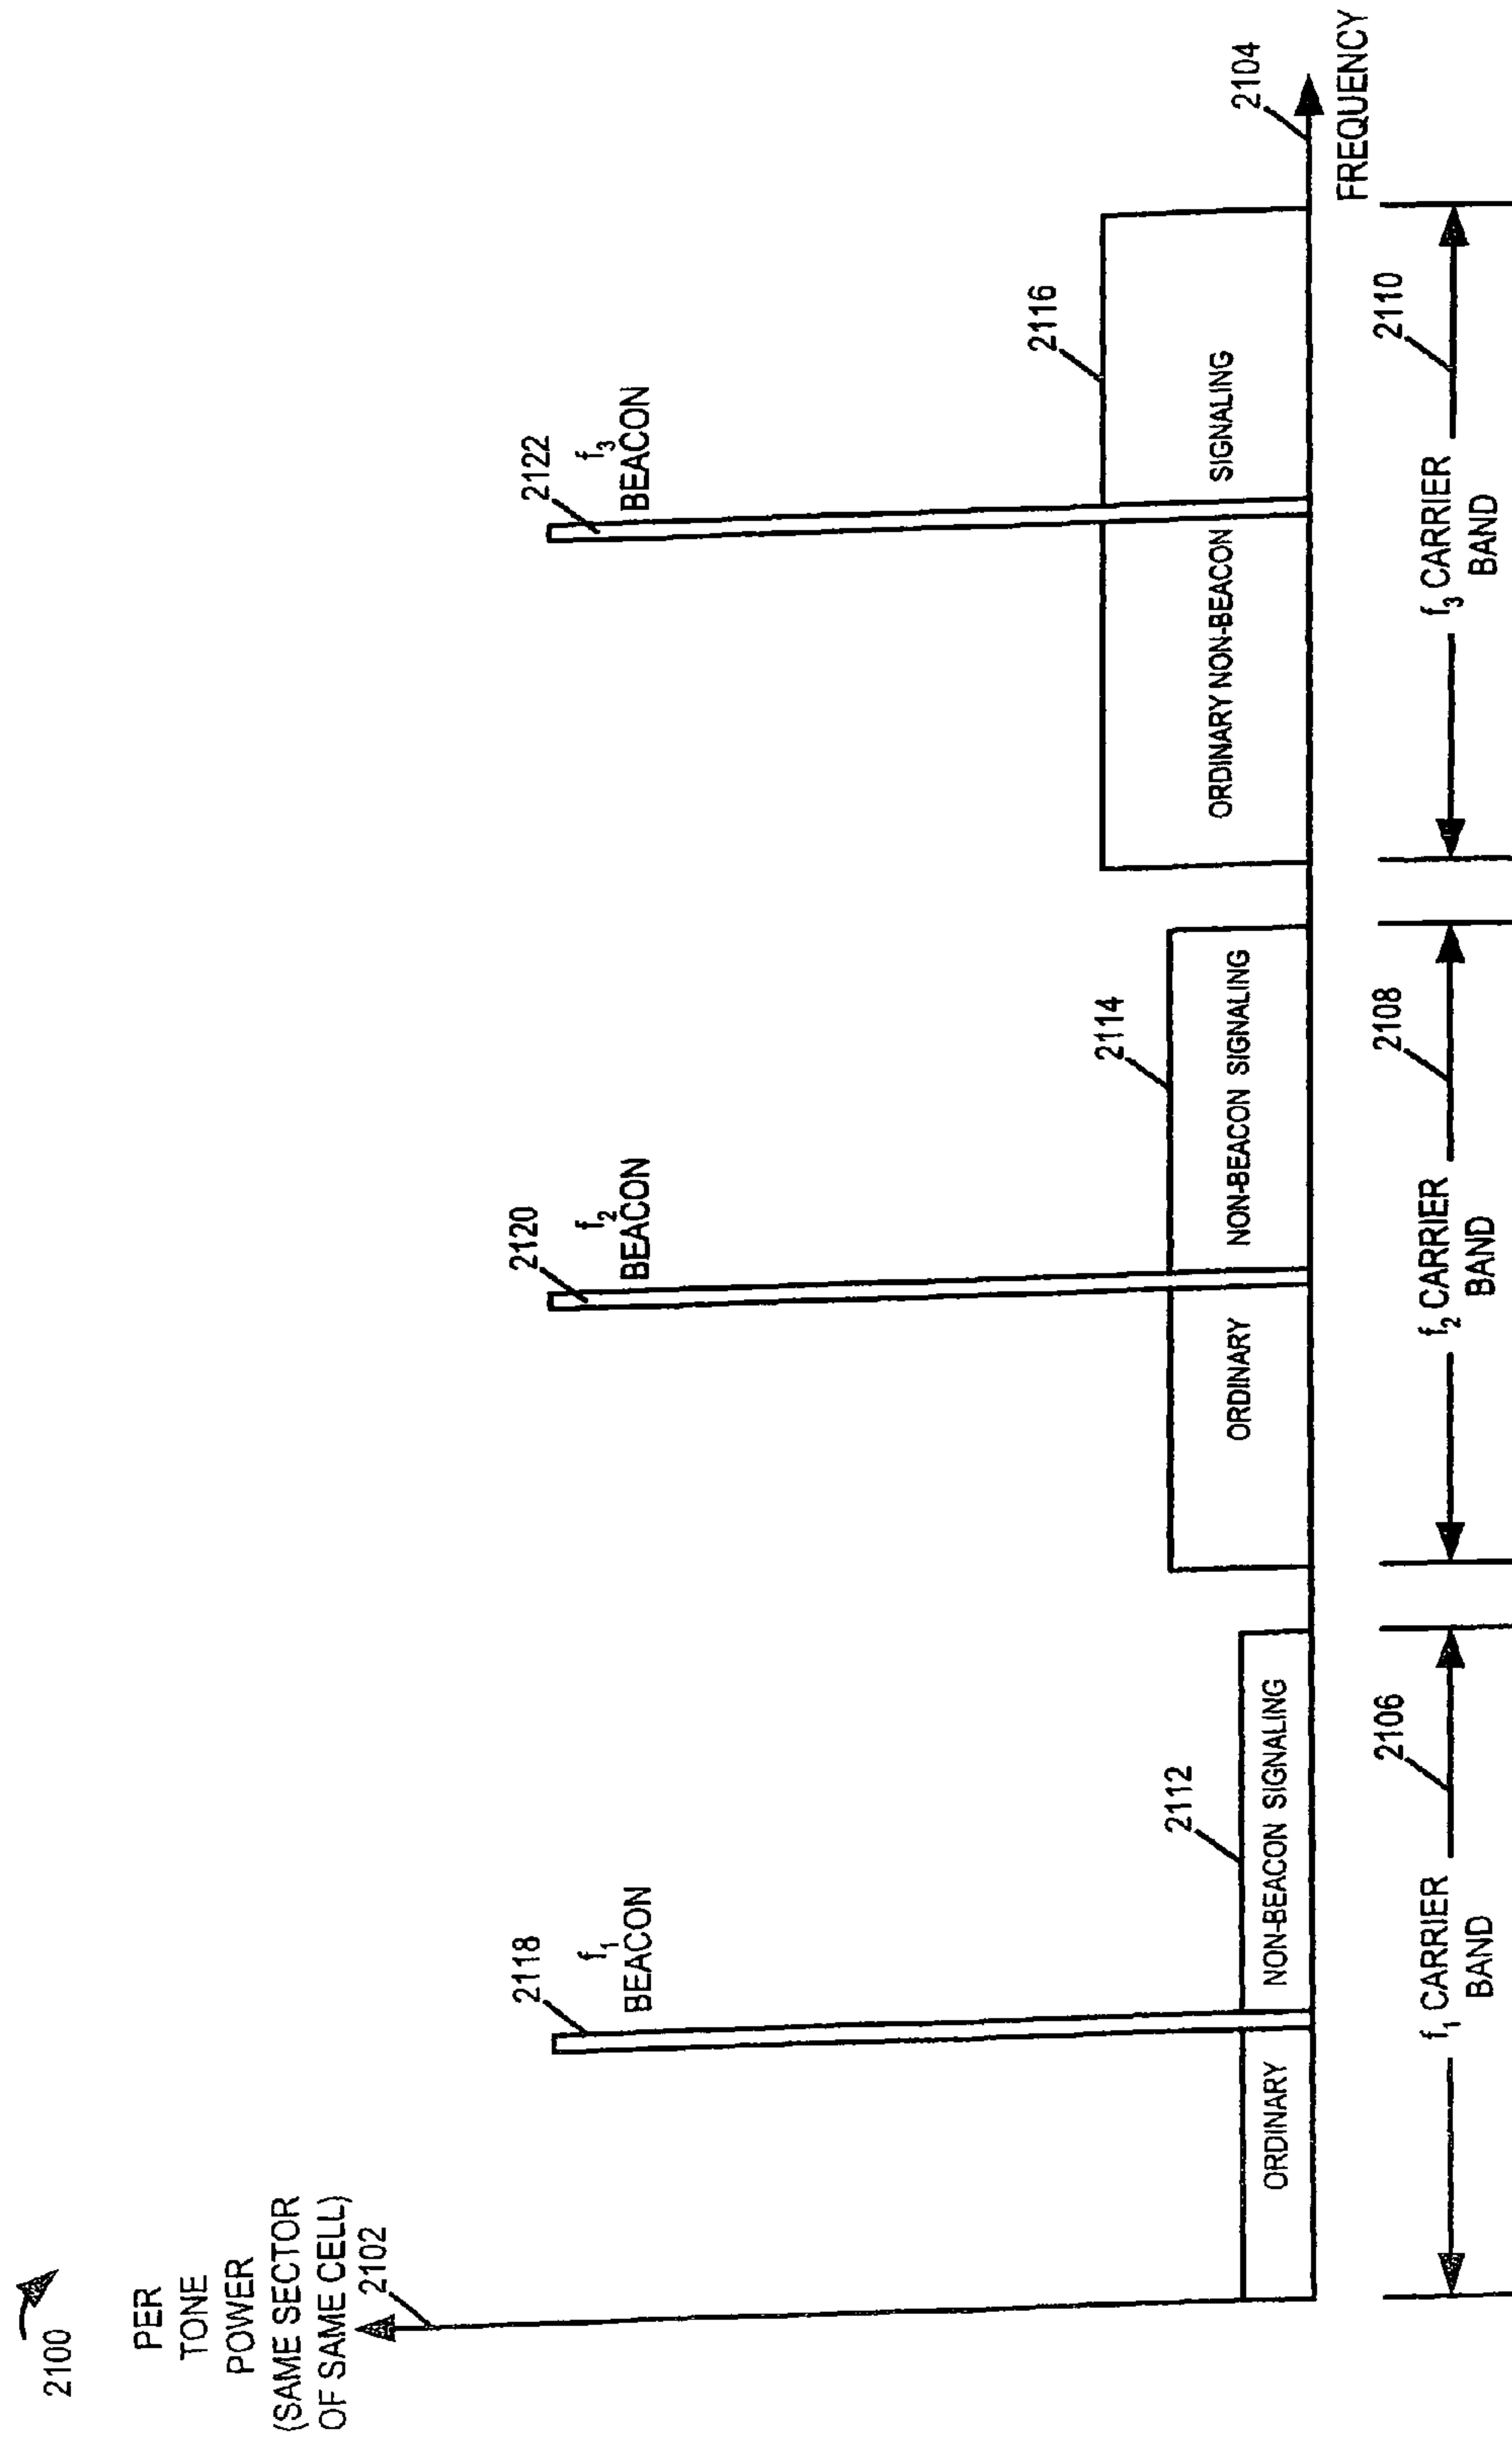 2100
PER
TONE
POWER
(SAME SECTOR
OF SAME CELL)
2102
2118
f1
BEACON
2120
f2
BEACON
2122
f3
BEACON
2112
ORDINARY NON-BEACON SIGNALING
2114
ORDINARY NON-BEACON SIGNALING
2116
ORDINARY NON-BEACON SIGNALING
2104
FREQUENCY
2106
f1 CARRIER
BAND
2108
f2 CARRIER
BAND
2110
f3 CARRIER
BAND